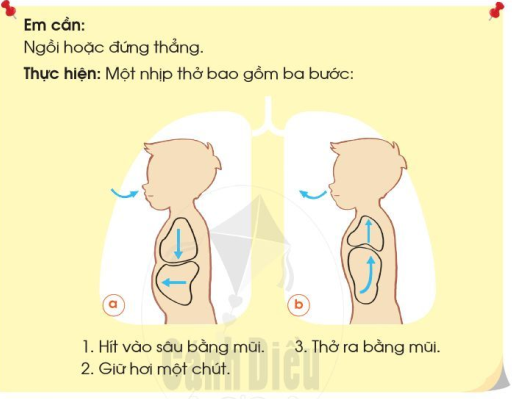 Em cần:
Ngồi hoặc đứng thẳng.
Thực hiện: Một nhịp thở bao gồm ba bước:
a
b
1. Hít vào sâu bằng mũi.
3. Thở ra bằng mũi.
2. Giữ hơi một chút.
Cánh Diều